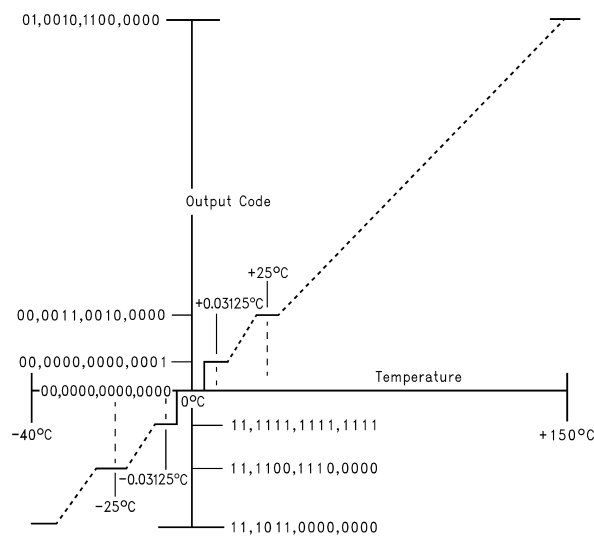 01,0010,1100,0000
Output Code
+25°C
+0.03125°C
00,0011,0010,0000
00,0000,0000,0001
Temperature
00,0000,0000,0000
0°C
-40°C
+150°C
11,1111,1111,1111
11,1100,1110,0000
-0.03125°C
-25°C
11,1011,0000,0000